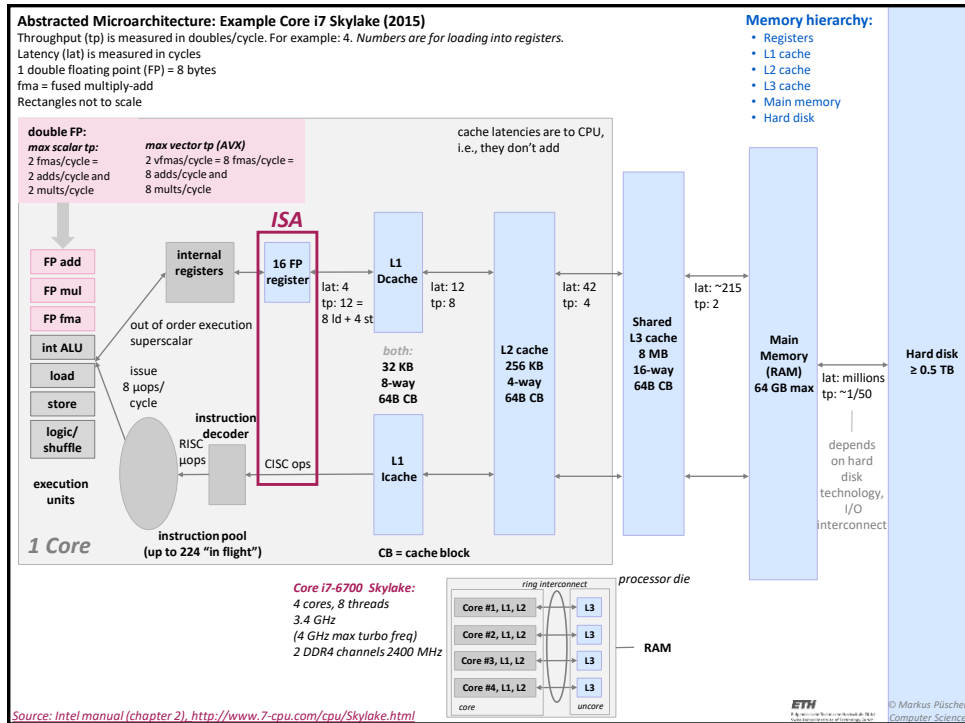 Abstracted Microarchitecture: Example Core i7 Skylake (2015)
Throughput (tp) is measured in doubles/cycle. For example: 4. Numbers are for loading into registers.
Latency (lat) is measured in cycles
1 double floating point (FP) = 8 bytes
fma = fused multiply-add
Rectangles not to scale
Memory hierarchy:
• Registers
• L1 cache
• L2 cache
• L3 cache
• Main memory
• Hard disk
double FP:
max scalar tp:
2 fmas/cycle =
2 adds/cycle and
2 mults/cycle
max vector tp (AVX)
2 vfmas/cycle = 8 fmas/cycle =
8 adds/cycle and
8 mults/cycle
cache latencies are to CPU,
i.e., they don't add
ISA
FP add
FP mul
FP fma
int ALU
load
store
logic/
shuffle
execution
units
internal
registers
16 FP
register
out of order execution
superscalar
issue
8 µops/
cycle
instruction
decoder
RISC
µops
CISC ops
instruction pool
(up to 224 "in flight")
1 Core
lat: 4
tp: 12 =
8 ld + 4 st
L1
Dcache
both:
32 KB
8-way
64B CB
L1
Icache
CB = cache block
lat: 12
tp: 8
L2 cache
256 KB
4-way
64B CB
lat: 42
tp: 4
Shared
L3 cache
8 MB
16-way
64B CB
lat: ~215
tp: 2
Main
Memory
(RAM)
64 GB max
lat: millions
tp: ~1/50
depends
on hard
disk
technology,
I/O
interconnect
Hard disk
≥ 0.5 TB
Core i7-6700 Skylake:
4 cores, 8 threads
3.4 GHz
(4 GHz max turbo freq)
2 DDR4 channels 2400 MHz
ring interconnect
processor die
Core #1, L1, L2
L3
Core #2, L1, L2
L3
Core #3, L1, L2
L3
Core #4, L1, L2
L3
core
uncore
RAM
Source: Intel manual (chapter 2), http://www.7-cpu.com/cpu/Skylake.html
ETH
Eidgenössische Technische Hochschule Zürich
Swiss Federal Institute of Technology Zurich
© Markus Püschel
Computer Science